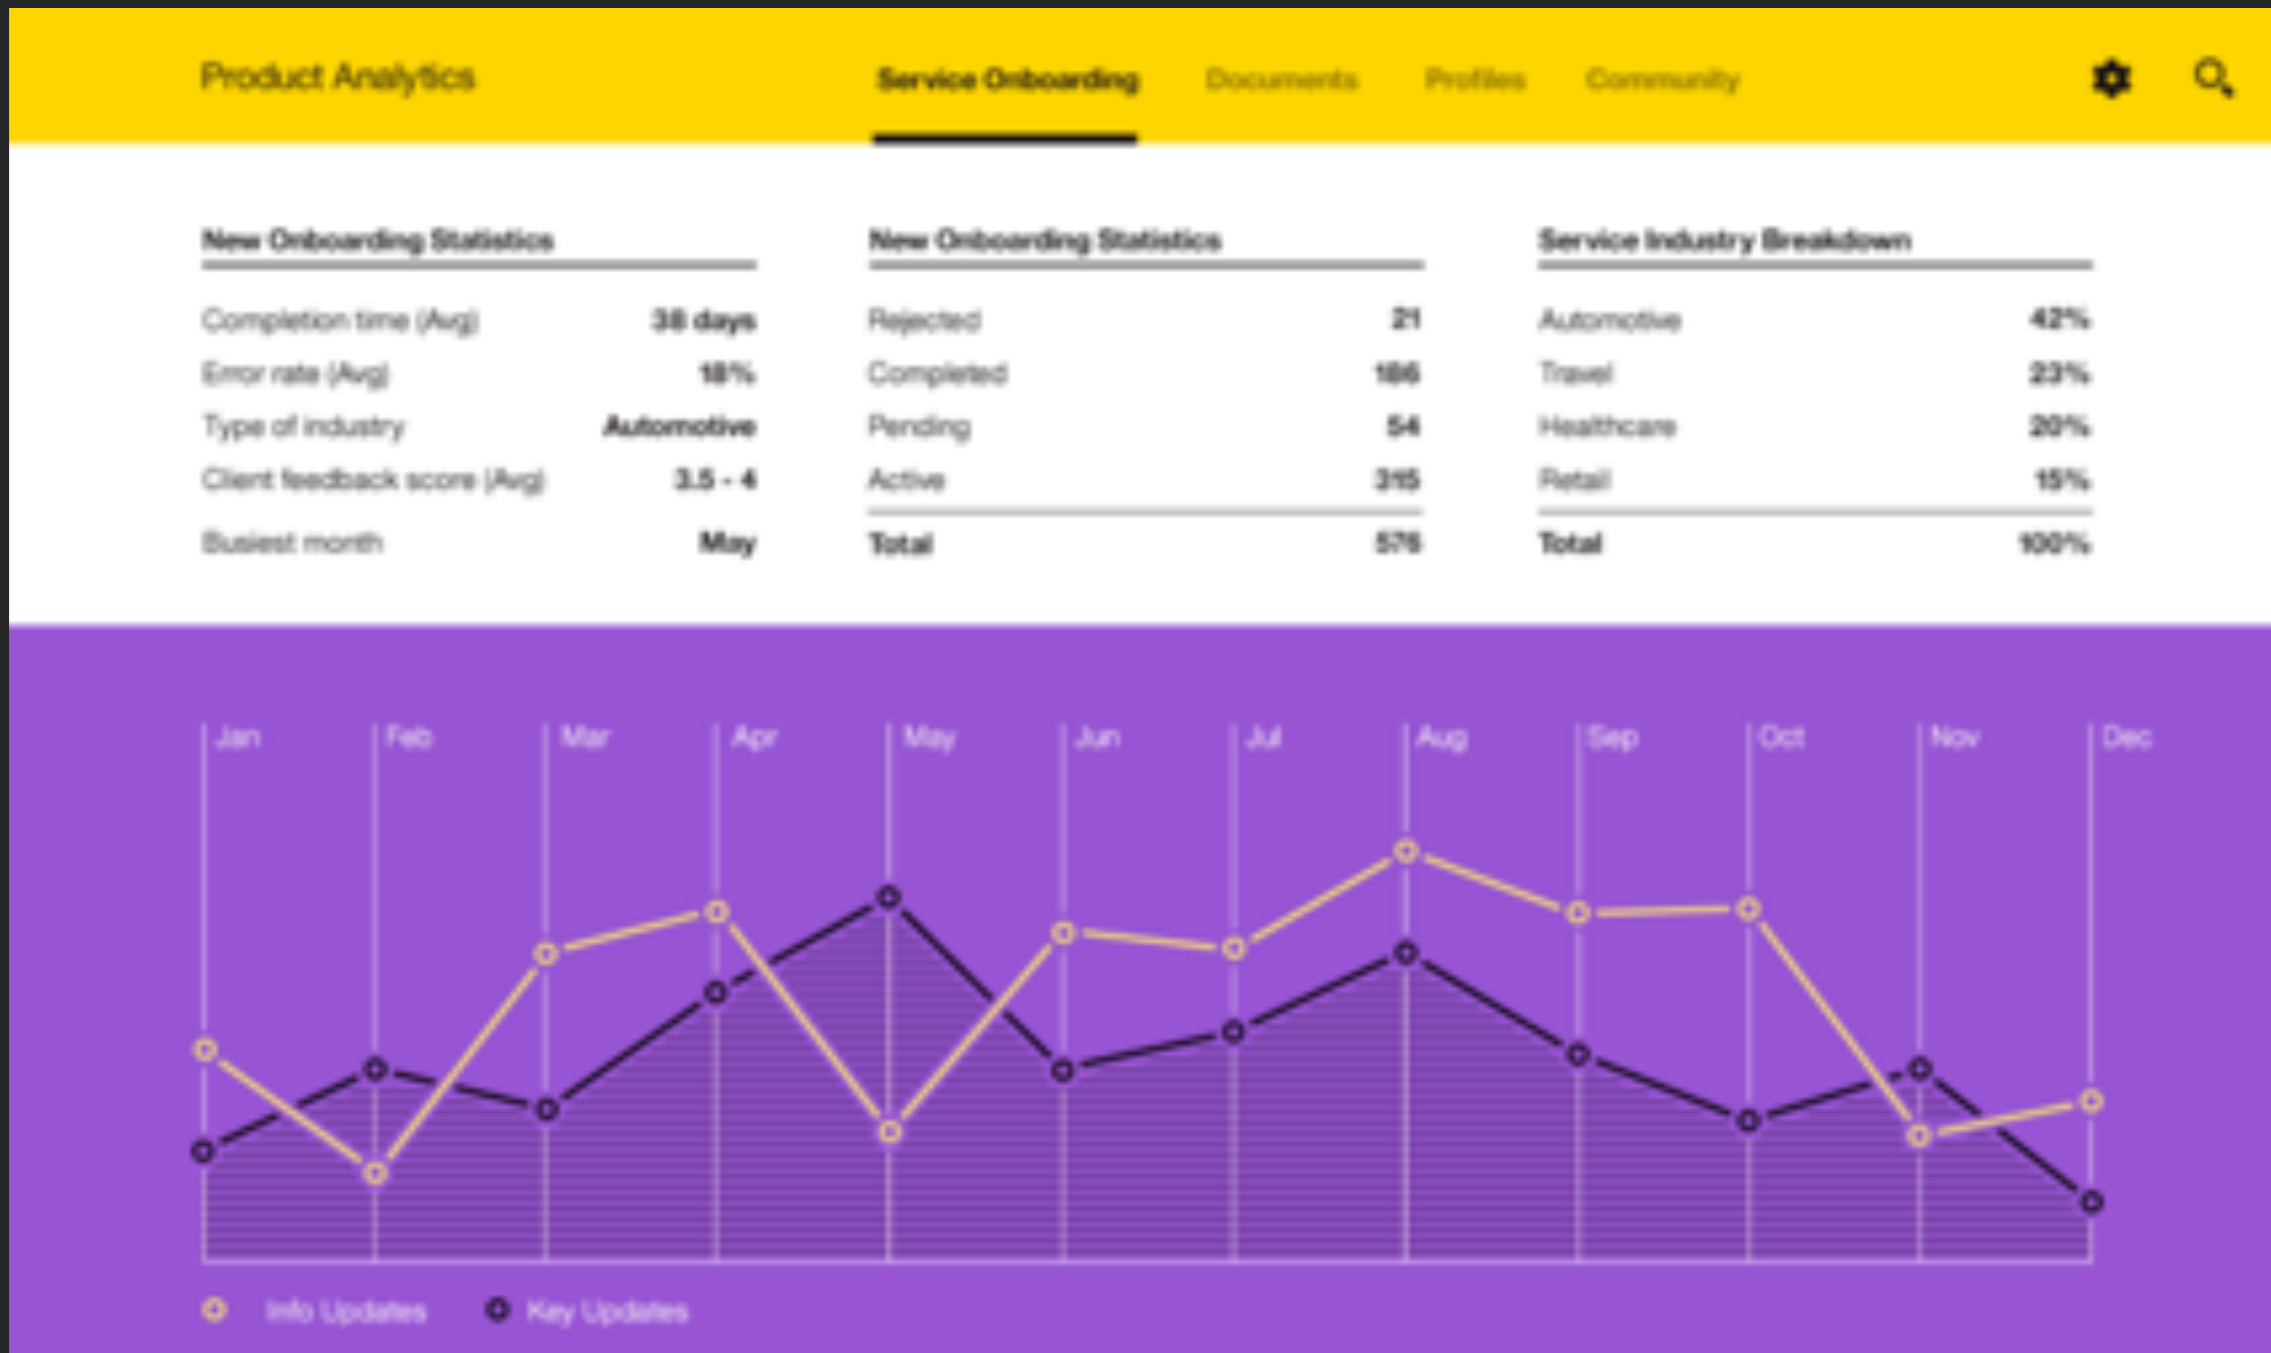 Product Analytics
Service Onboarding Documents Profiles Community
New Onboarding Statistics
Completion time (Avg) 38 days
Error rate (Avg) 18%
Type of industry Automotive
Client feedback score (Avg) 3.5 - 4
Busiest month May
New Onboarding Statistics
Rejected 21
Completed 186
Pending 54
Active 315
Total 576
Service Industry Breakdown
Automotive 42%
Travel 23%
Healthcare 20%
Retail 15%
Total 100%
Jan Feb Mar Apr May Jun Jul Aug Sep Oct Nov Dec
Info Updates Key Updates